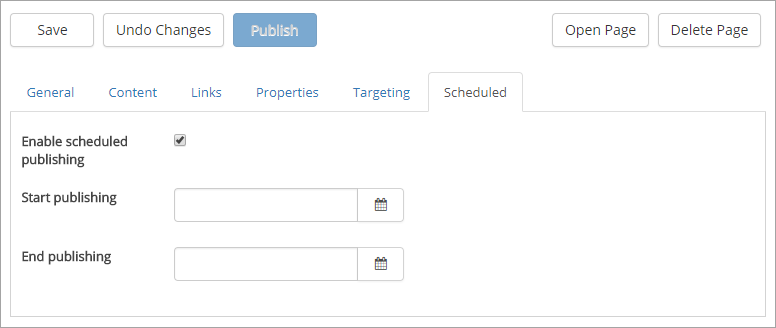 Save Undo Changes Publish Open Page Delete Page
General Content Links Properties Targeting Scheduled
Enable scheduled
publishing
Start publishing
End publishing